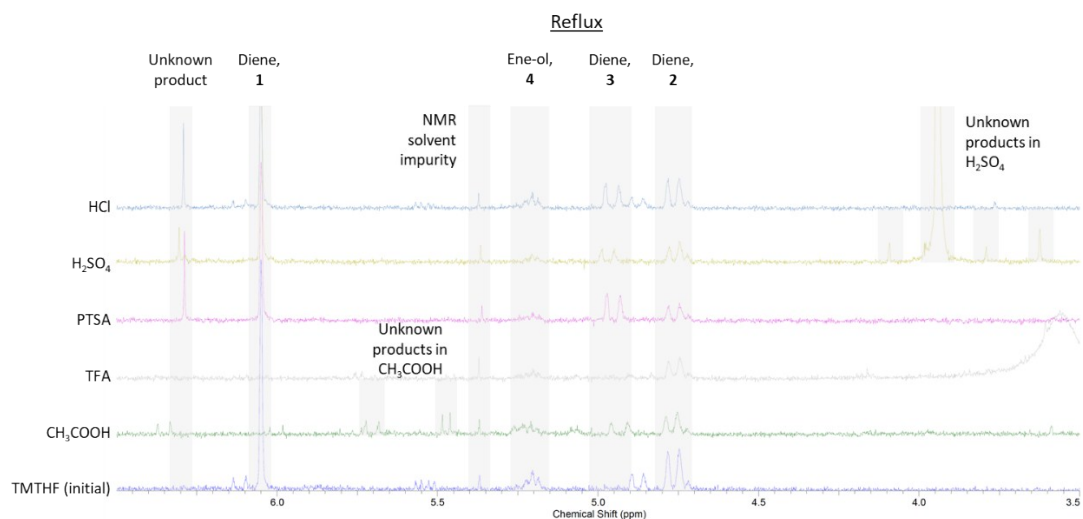 Reflux
Unknown
product
Diene,
1
Ene-ol,
4
Diene,
3
Diene,
2
NMR
solvent
impurity
Unknown
products in
H₂SO₄
HCl
H₂SO₄
PTSA
Unknown
products in
CH₃COOH
TFA
CH₃COOH
TMTHF (initial)
6.0
5.5
5.0
4.5
4.0
3.5
Chemical Shift (ppm)